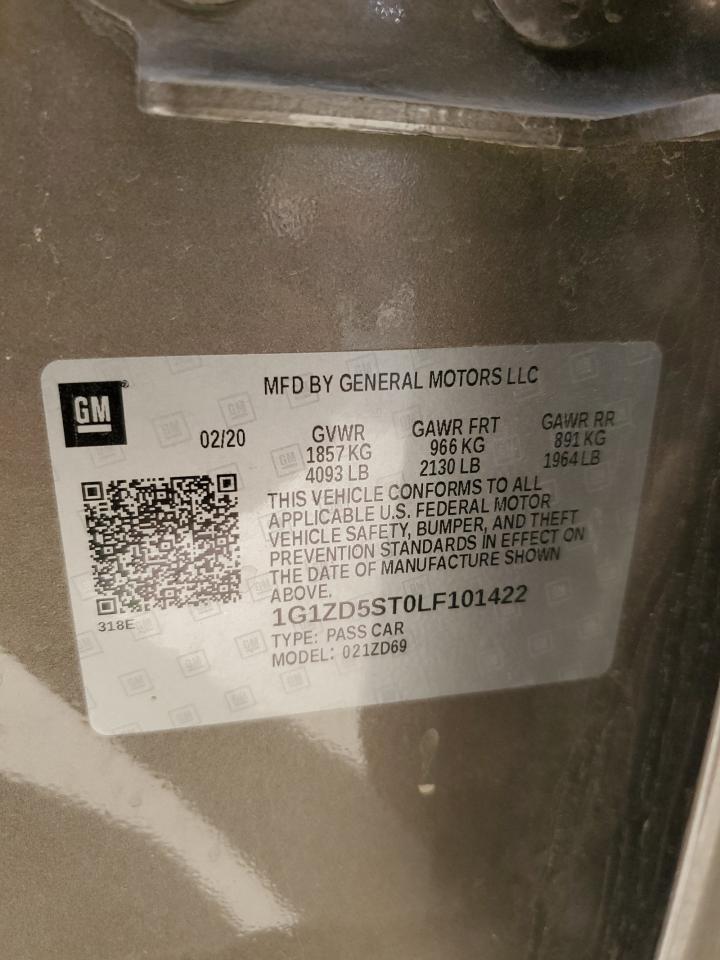 GM
MFD BY GENERAL MOTORS LLC
02/20
GVWR GAWR FRT GAWR RR
1857 KG 966 KG 891 KG
4093 LB 2130 LB 1964 LB
THIS VEHICLE CONFORMS TO ALL
APPLICABLE U.S. FEDERAL MOTOR
VEHICLE SAFETY, BUMPER, AND THEFT
PREVENTION STANDARDS IN EFFECT ON
THE DATE OF MANUFACTURE SHOWN
ABOVE.
318E
1G1ZD5ST0LF101422
TYPE: PASS CAR
MODEL: 021ZD69